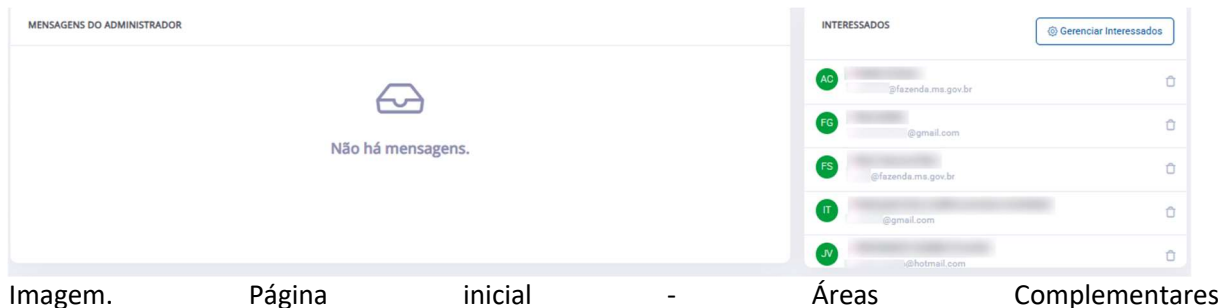 MENSAGENS DO ADMINISTRADOR
Não há mensagens.
INTERESSADOS
Gerenciar Interessados
AC
@fazenda.ms.gov.br
FG
@gmail.com
FS
@fazenda.ms.gov.br
IT
@gmail.com
JV
@hotmail.com
Imagem. Página inicial - Áreas Complementares